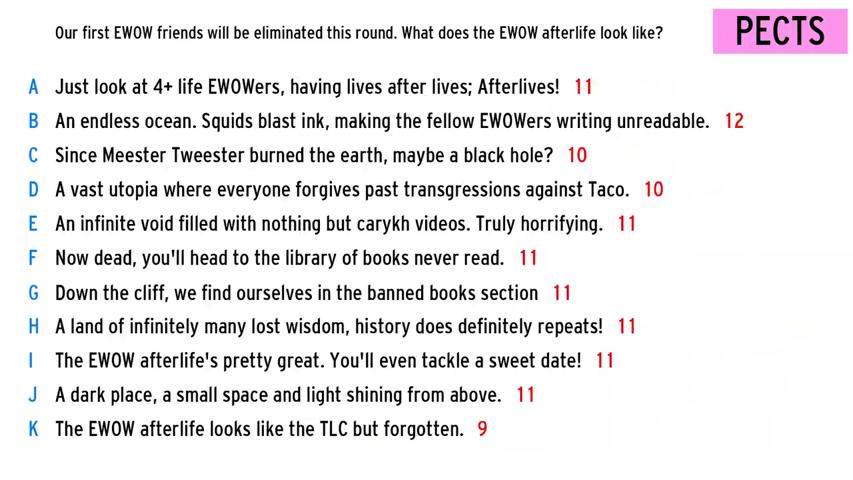 Our first EWOW friends will be eliminated this round. What does the EWOW afterlife look like?
PECTS
A Just look at 4+ life EWOWers, having lives after lives; Afterlives! 11
B An endless ocean. Squids blast ink, making the fellow EWOWers writing unreadable. 12
C Since Meester Tweester burned the earth, maybe a black hole? 10
D A vast utopia where everyone forgives past transgressions against Taco. 10
E An infinite void filled with nothing but carykh videos. Truly horrifying. 11
F Now dead, you'll head to the library of books never read. 11
G Down the cliff, we find ourselves in the banned books section 11
H A land of infinitely many lost wisdom, history does definitely repeats! 11
I The EWOW afterlife's pretty great. You'll even tackle a sweet date! 11
J A dark place, a small space and light shining from above. 11
K The EWOW afterlife looks like the TLC but forgotten. 9